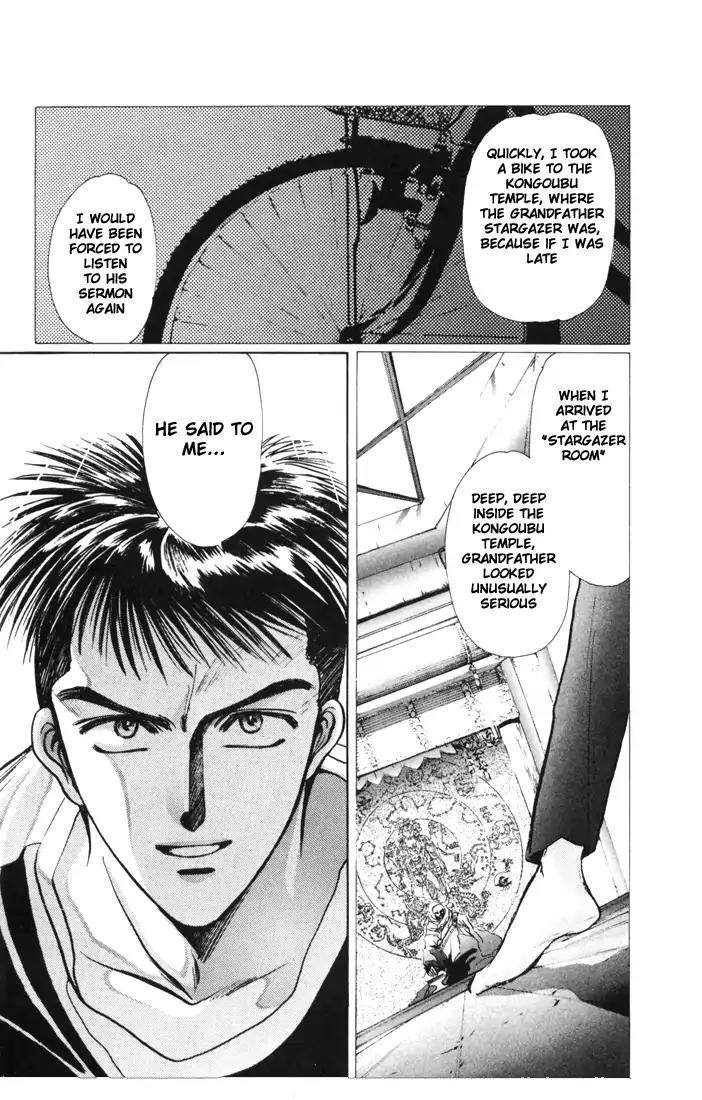 QUICKLY, I TOOK
A BIKE TO THE
KONGOUBU
TEMPLE, WHERE
THE GRANDFATHER
STARGAZER WAS,
BECAUSE IF I WAS
LATE
I WOULD
HAVE BEEN
FORCED TO
LISTEN
TO HIS
SERMON
AGAIN
WHEN I
ARRIVED
AT THE
"STARGAZER
ROOM"
DEEP, DEEP
INSIDE THE
KONGOUBU
TEMPLE,
GRANDFATHER
LOOKED
UNUSUALLY
SERIOUS
HE SAID TO
ME...